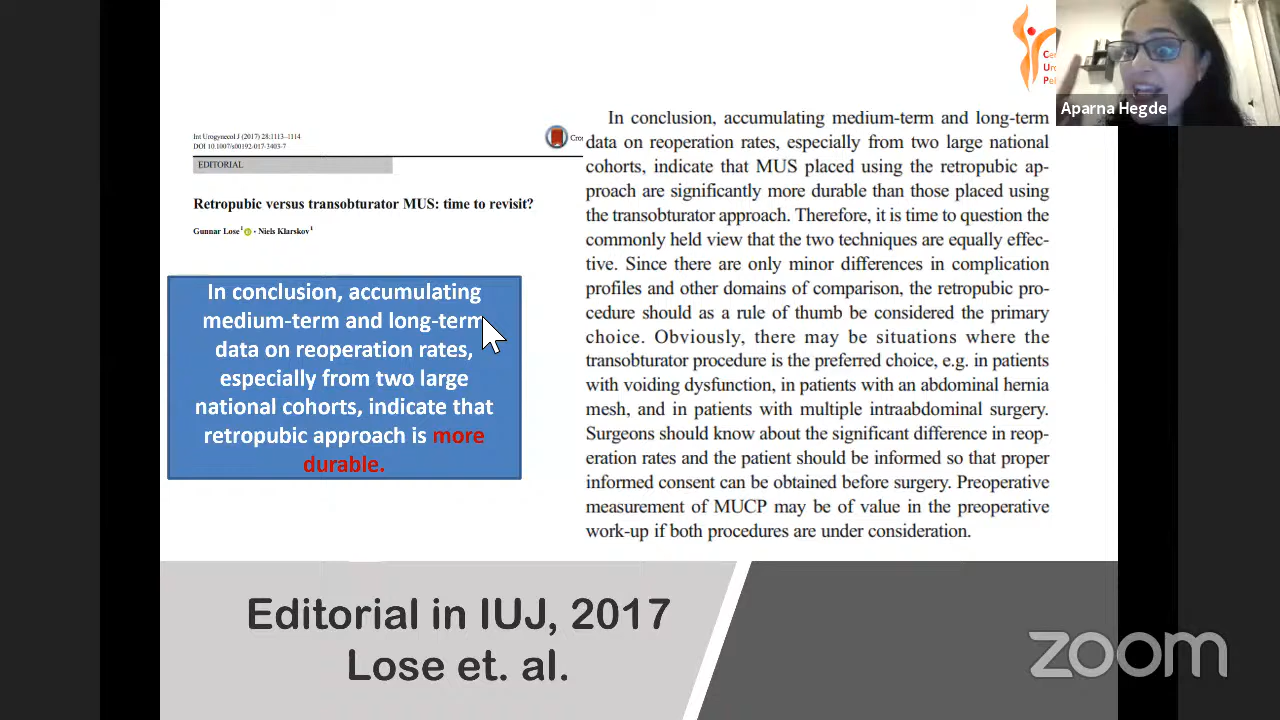 Aparna Hegde
Int Urogynecol J (2017) 28:1113–1114
DOI 10.1007/s00192-017-3403-7
EDITORIAL
Retropubic versus transobturator MUS: time to revisit?
Gunnar Lose1 · Niels Klarskov1
In conclusion, accumulating
medium-term and long-term
data on reoperation rates,
especially from two large
national cohorts, indicate that
retropubic approach is more
durable.
In conclusion, accumulating medium-term and long-term
data on reoperation rates, especially from two large national
cohorts, indicate that MUS placed using the retropubic ap-
proach are significantly more durable than those placed using
the transobturator approach. Therefore, it is time to question the
commonly held view that the two techniques are equally effec-
tive. Since there are only minor differences in complication
profiles and other domains of comparison, the retropubic pro-
cedure should as a rule of thumb be considered the primary
choice. Obviously, there may be situations where the
transobturator procedure is the preferred choice, e.g. in patients
with voiding dysfunction, in patients with an abdominal hernia
mesh, and in patients with multiple intraabdominal surgery.
Surgeons should know about the significant difference in reop-
eration rates and the patient should be informed so that proper
informed consent can be obtained before surgery. Preoperative
measurement of MUCP may be of value in the preoperative
work-up if both procedures are under consideration.
Editorial in IUJ, 2017
Lose et. al.
zoom